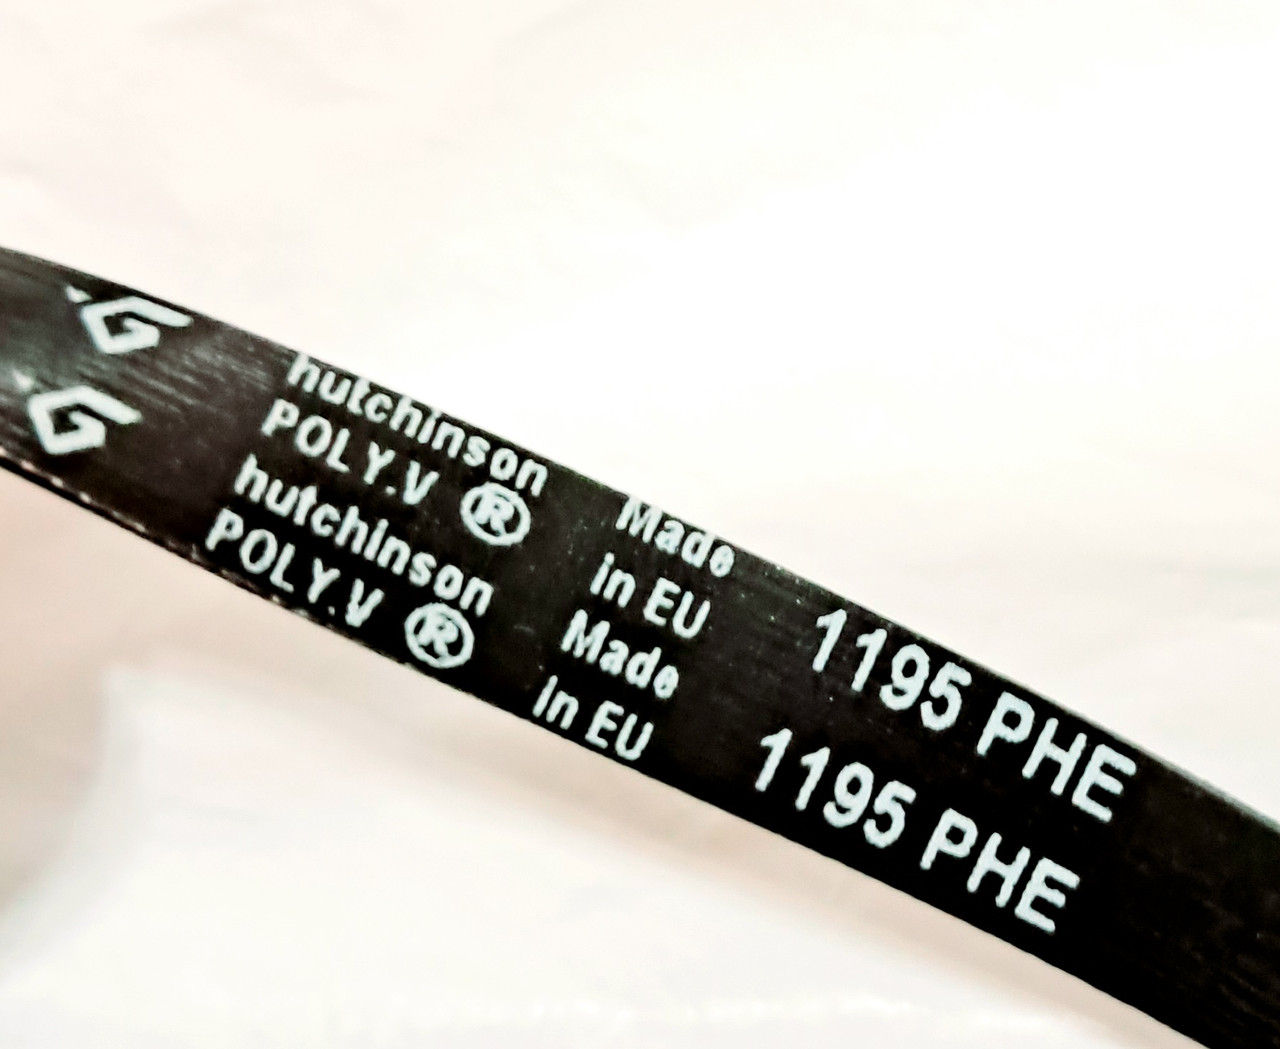 hutchinson
POLY.V ®
hutchinson
POLY.V ®
Made
in EU
Made
in EU
1195 PHE
1195 PHE